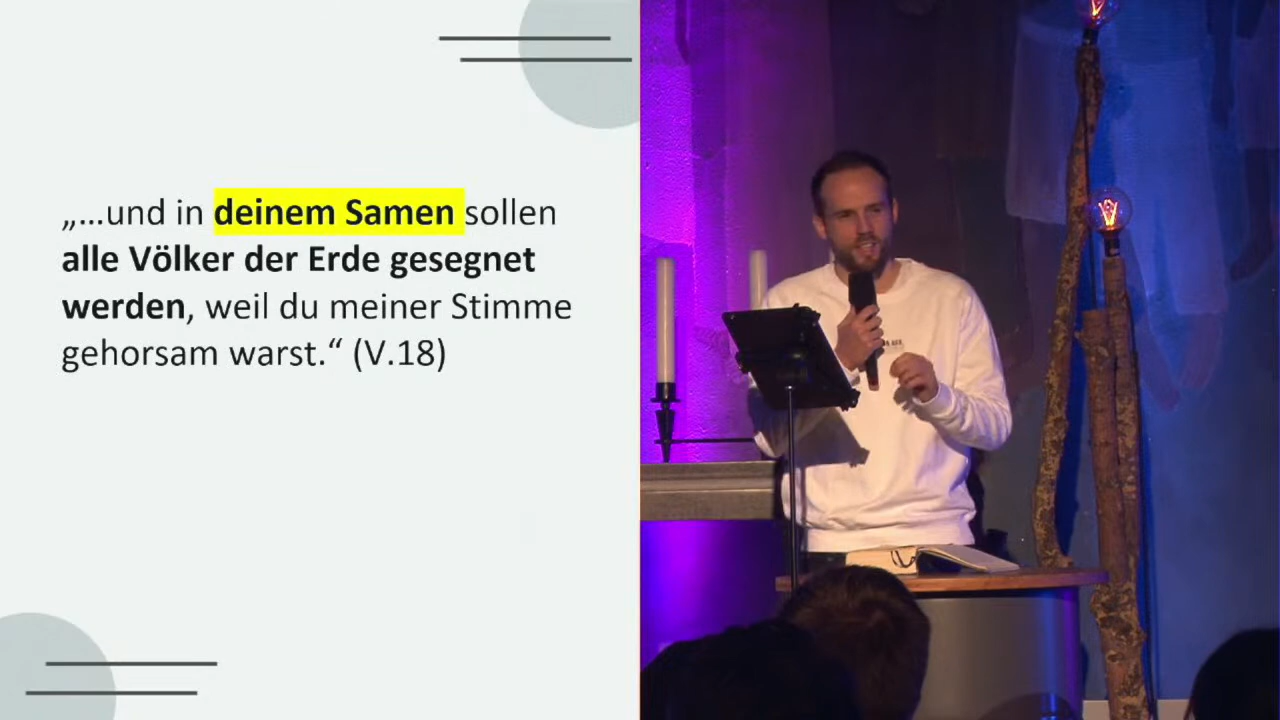 „…und in deinem Samen sollen
alle Völker der Erde gesegnet
werden, weil du meiner Stimme
gehorsam warst.“ (V.18)